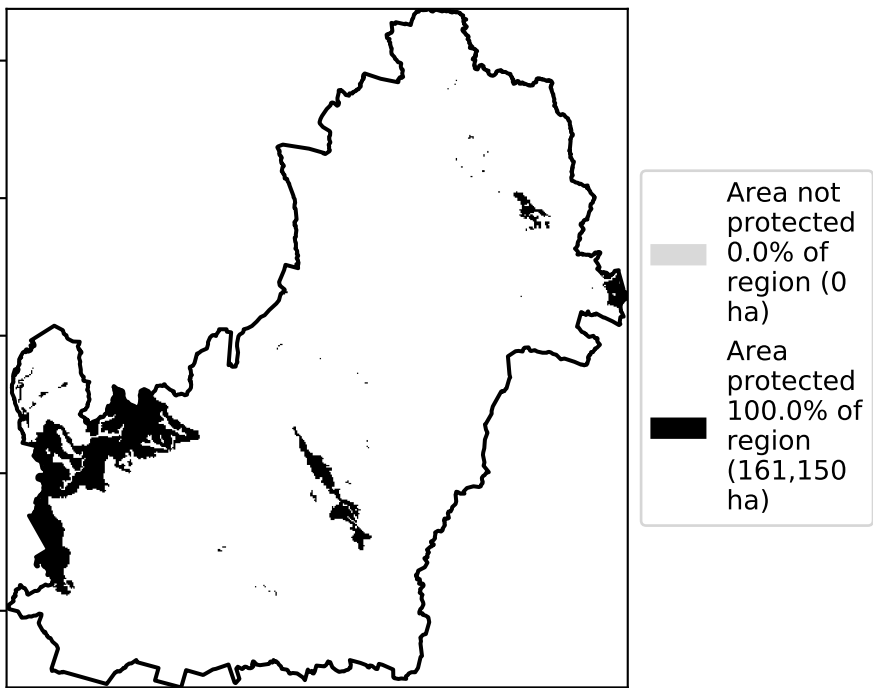 Area not
protected
0.0% of
region (0
ha)
Area
protected
100.0% of
region
(161,150
ha)